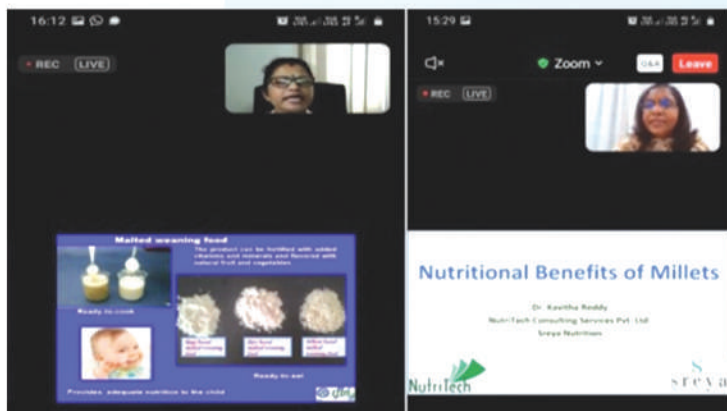 16:12
REC LIVE
Malted weaning food
The product can be fortified with added
vitamins and minerals and flavored with
natural fruit and vegetables.
Ready-to-cook
Ready-to-eat
Provides adequate nutrition to the child
15:29
Zoom
Q&A
Leave
REC LIVE
Nutritional Benefits of Millets
Dr. Kavitha Reddy
NutriTech Consulting Services Pvt. Ltd
Sreya Nutrition
NutriTech
sreya